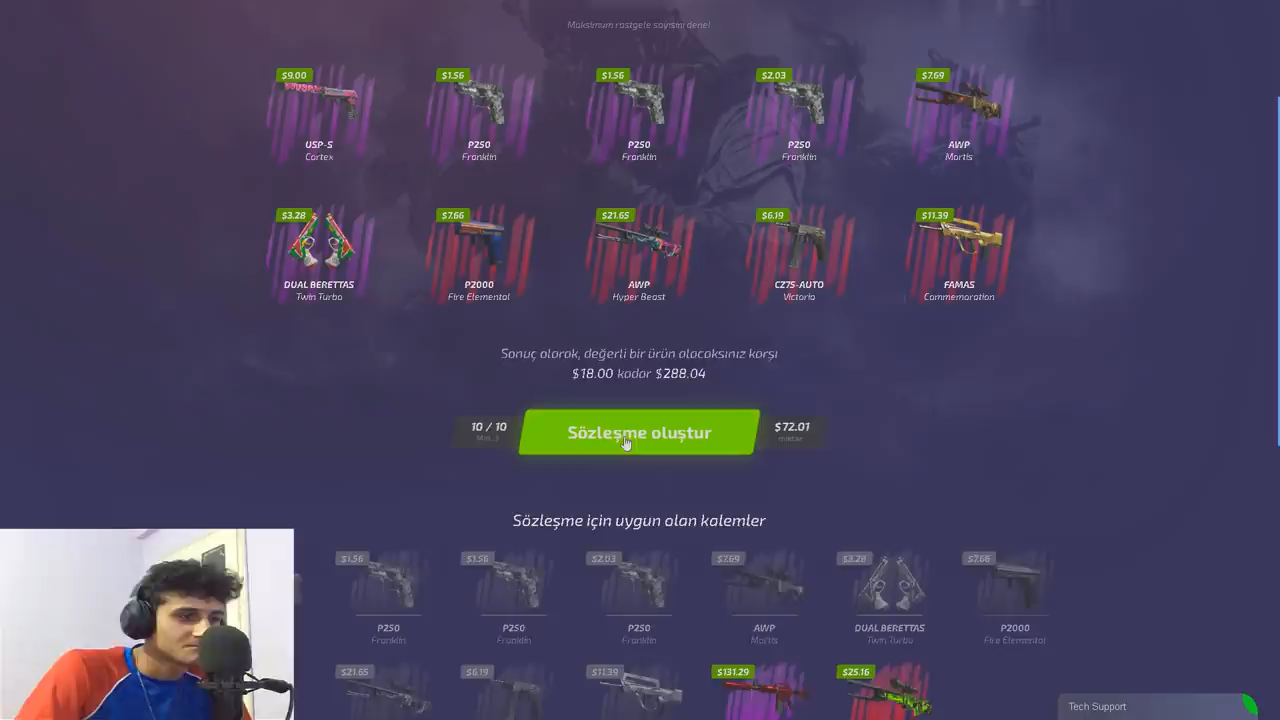 Maksimum rastgele sayısını dene!
$9.00
$1.56
$1.56
$2.03
$7.69
USP-S
Cortex
P250
Franklin
P250
Franklin
P250
Franklin
AWP
Mortis
$3.28
$7.66
$21.65
$6.19
$11.39
DUAL BERETTAS
Twin Turbo
P2000
Fire Elemental
AWP
Hyper Beast
CZ75-AUTO
Victoria
FAMAS
Commemoration
Sonuç olarak, değerli bir ürün alacaksınız karşı
$18.00 kadar $288.04
10 / 10
Sözleşme oluştur
$72.01
miktar
Sözleşme için uygun olan kalemler
$1.56
$1.56
$2.03
$7.69
$3.28
$7.66
P250
Franklin
P250
Franklin
P250
Franklin
AWP
Mortis
DUAL BERETTAS
Twin Turbo
P2000
Fire Elemental
$21.65
$6.19
$11.39
$131.29
$25.16
Tech Support